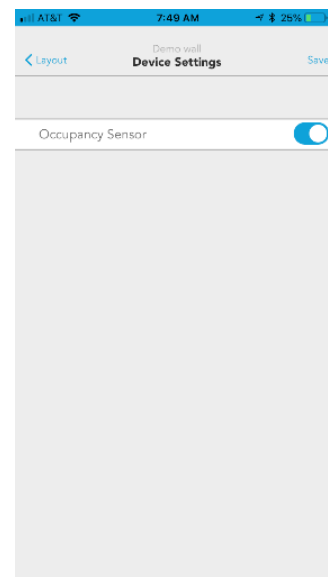 AT&T 7:49 AM 25%
Demo wall
Layout Device Settings Save
Occupancy Sensor